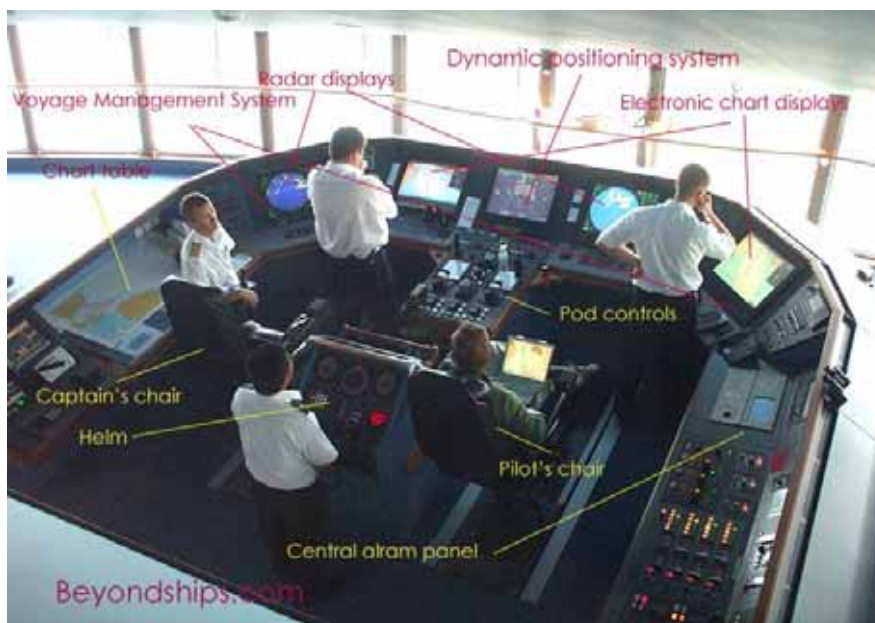 Dynamic positioning system
Radar displays
Voyage Management System
Electronic chart displays
Chart table
Pod controls
Captain's chair
Helm
Pilot's chair
Central alram panel
Beyondships.com